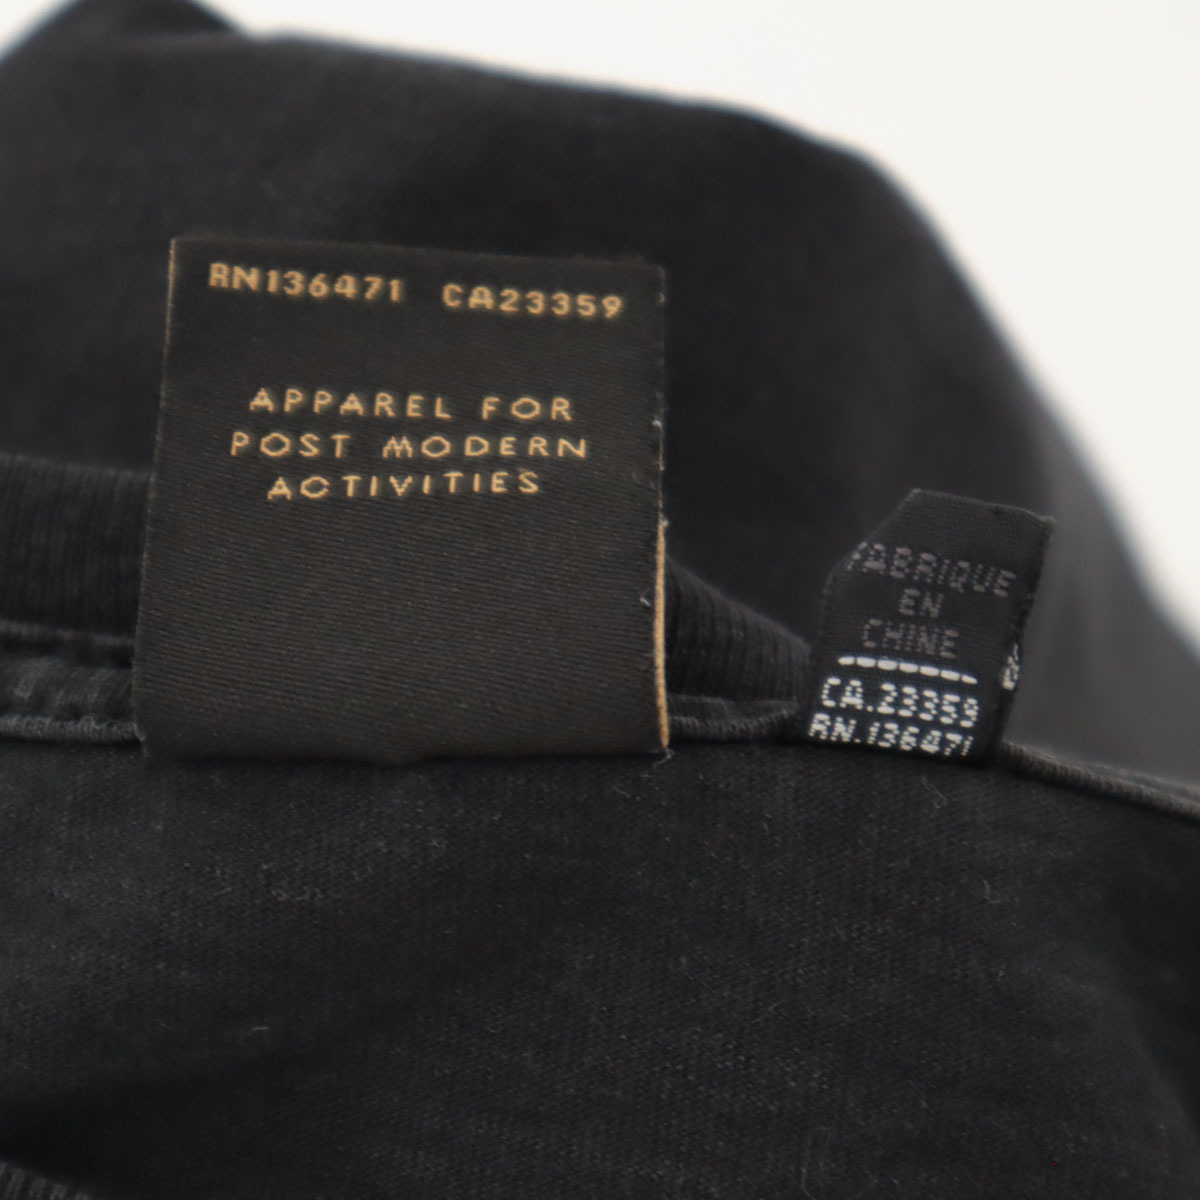 RN136471 CA23359
APPAREL FOR
POST MODERN
ACTIVITIES
FABRIQUE
EN
CHINE
CA.23359
RN.136471